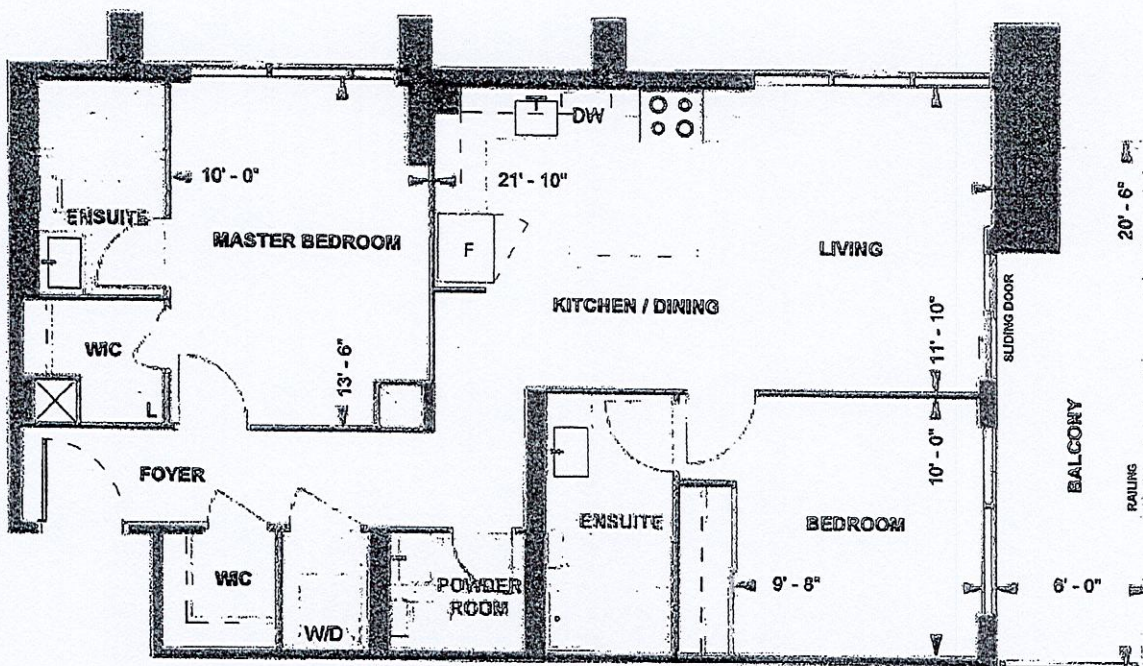 DW
10' - 0"
21' - 10"
20' - 6"
ENSUITE
MASTER BEDROOM
F
LIVING
KITCHEN / DINING
SLIDING DOOR
WIC
13' - 6"
11' - 10"
L
BALCONY
10' - 0"
FOYER
RAILING
ENSUITE
BEDROOM
WIC
POWDER
ROOM
9' - 8"
6' - 0"
W/D